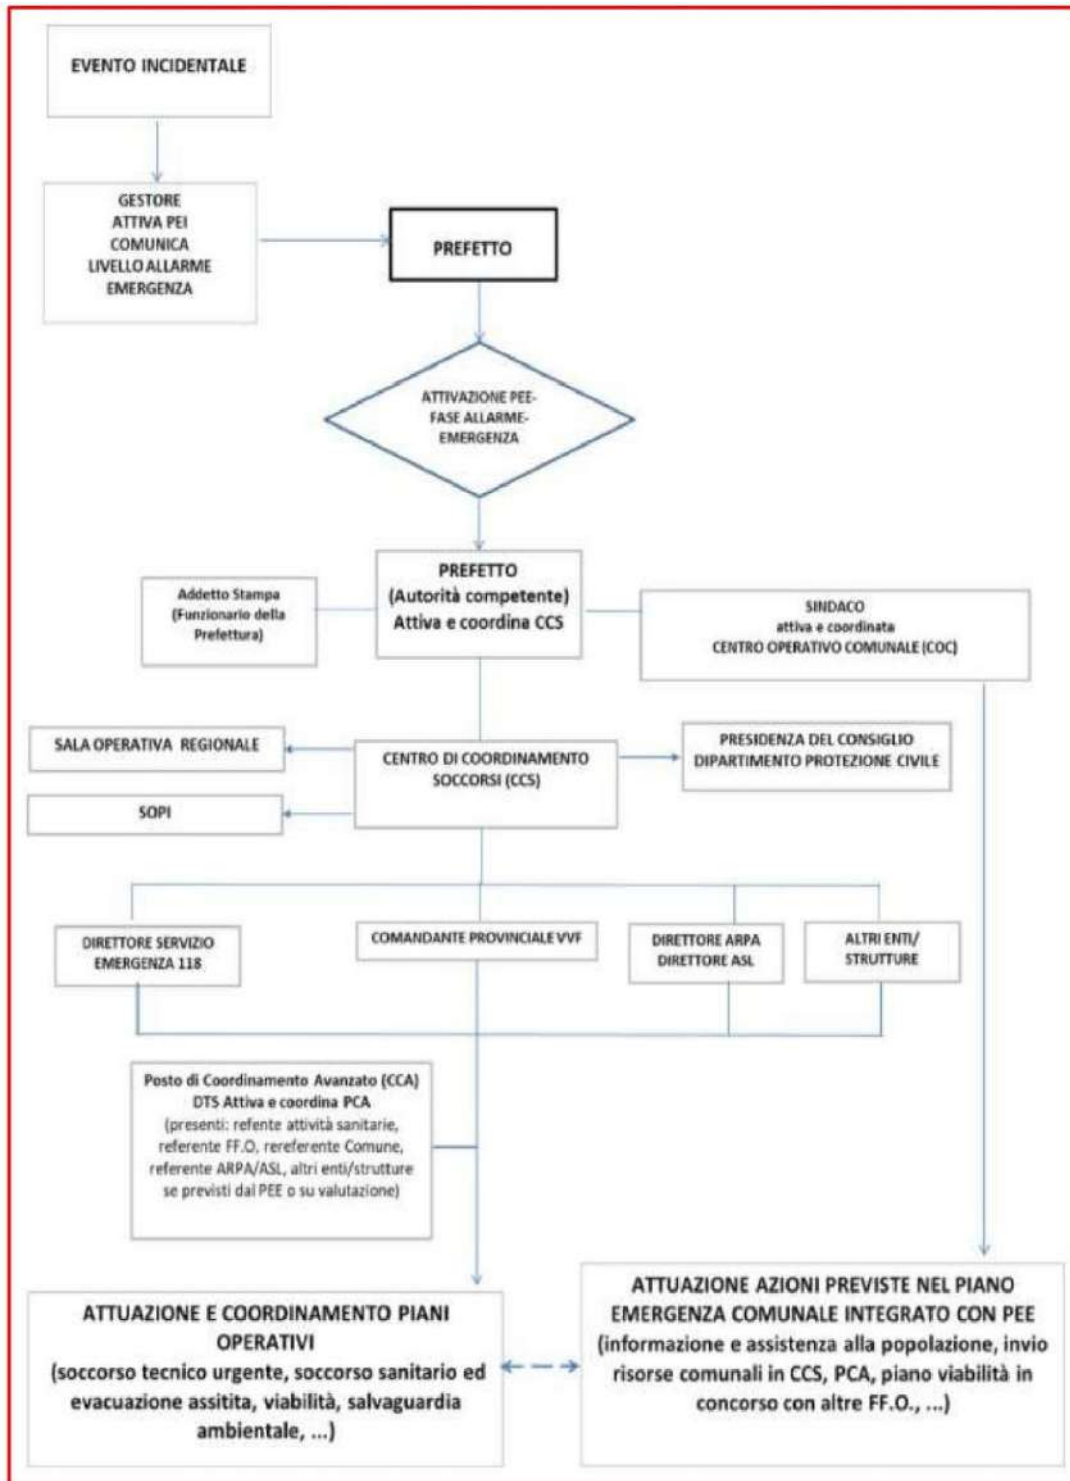 EVENTO INCIDENTALE
GESTORE
ATTIVA PEI
COMUNICA
LIVELLO ALLARME
EMERGENZA
PREFETTO
ATTIVAZIONE PEE-
FASE ALLARME-
EMERGENZA
PREFETTO
(Autorità competente)
Attiva e coordina CCS
Addetto Stampa
(Funzionario della
Prefettura)
SINDACO
attiva e coordinata
CENTRO OPERATIVO COMUNALE (COC)
SALA OPERATIVA REGIONALE
CENTRO DI COORDINAMENTO
SOCCORSI (CCS)
PRESIDENZA DEL CONSIGLIO
DIPARTIMENTO PROTEZIONE CIVILE
SOPI
DIRETTORE SERVIZIO
EMERGENZA 118
COMANDANTE PROVINCIALE VVF
DIRETTORE ARPA
DIRETTORE ASL
ALTRI ENTI/
STRUTTURE
Posto di Coordinamento Avanzato (CCA)
DTS Attiva e coordina PCA
(presenti: refente attività sanitarie,
referente FF.O, rereferente Comune,
referente ARPA/ASL, altri enti/strutture
se previsti dal PEE o su valutazione)
ATTUAZIONE E COORDINAMENTO PIANI
OPERATIVI
(soccorso tecnico urgente, soccorso sanitario ed
evacuazione assitita, viabilità, salvaguardia
ambientale, ...)
ATTUAZIONE AZIONI PREVISTE NEL PIANO
EMERGENZA COMUNALE INTEGRATO CON PEE
(informazione e assistenza alla popolazione, invio
risorse comunali in CCS, PCA, piano viabilità in
concorso con altre FF.O., ...)